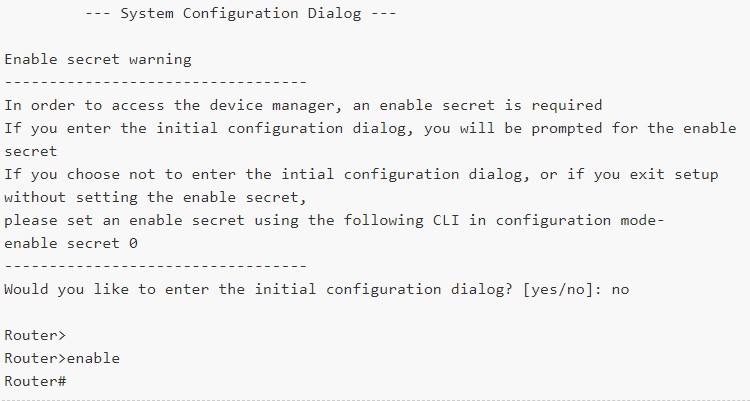 --- System Configuration Dialog ---
Enable secret warning
----------------------------------
In order to access the device manager, an enable secret is required
If you enter the initial configuration dialog, you will be prompted for the enable
secret
If you choose not to enter the intial configuration dialog, or if you exit setup
without setting the enable secret,
please set an enable secret using the following CLI in configuration mode-
enable secret 0
----------------------------------
Would you like to enter the initial configuration dialog? [yes/no]: no
Router>
Router>enable
Router#